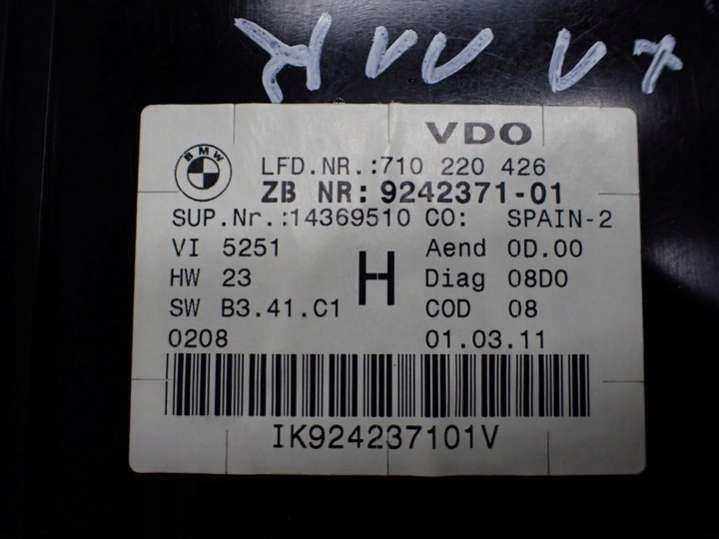 VDO
BMW
LFD.NR.:710 220 426
ZB NR: 9242371-01
SUP.Nr.:14369510 CO: SPAIN-2
VI 5251 Aend 0D.00
HW 23 H Diag 08D0
SW B3.41.C1 COD 08
0208 01.03.11
IK924237101V